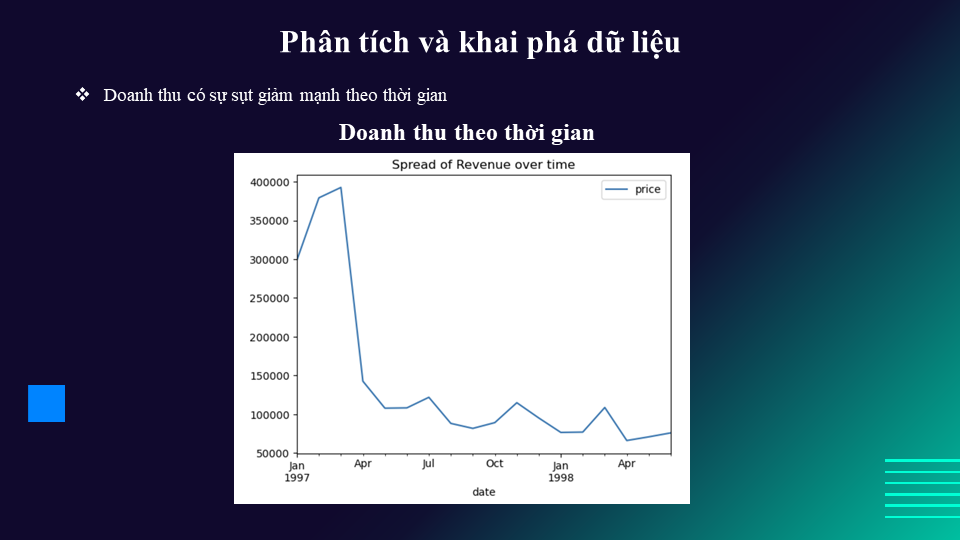 Phân tích và khai phá dữ liệu
❖ Doanh thu có sự sụt giảm mạnh theo thời gian
Doanh thu theo thời gian
Spread of Revenue over time
price
400000
350000
300000
250000
200000
150000
100000
50000
Jan Apr Jul Oct Jan Apr
1997 1998
date